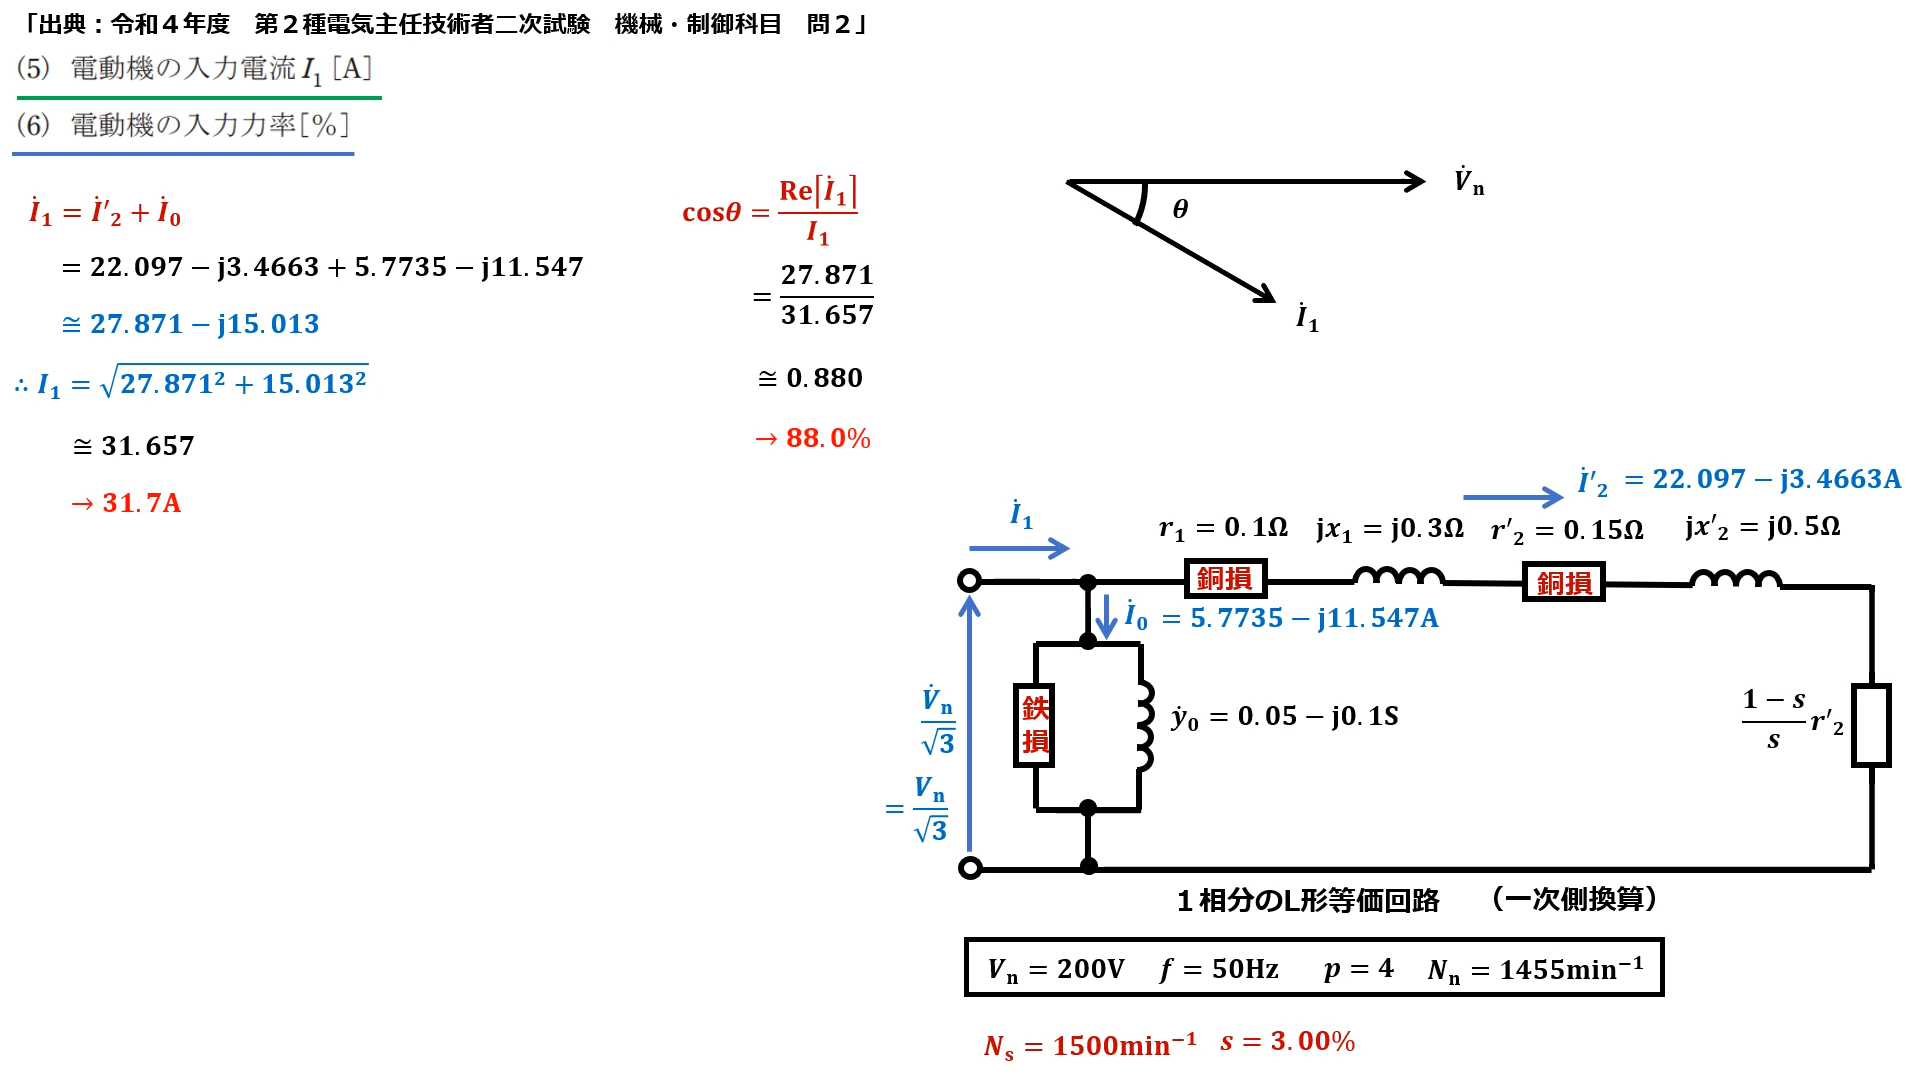 「出典：令和４年度　第２種電気主任技術者二次試験　機械・制御科目　問２」
(5) 電動機の入力電流 I₁ [A]
(6) 電動機の入力力率[％]
İ₁ = İ′₂ + İ₀
= 22.097 − j3.4663 + 5.7735 − j11.547
≅ 27.871 − j15.013
∴ I₁ = √(27.871² + 15.013²)
≅ 31.657
→ 31.7A
cosθ = Re⌈İ₁⌉ / I₁
= 27.871 / 31.657
≅ 0.880
→ 88.0%
V̇ₙ
θ
İ₁
İ′₂ = 22.097 − j3.4663A
İ₁
r₁ = 0.1Ω
jx₁ = j0.3Ω
r′₂ = 0.15Ω
jx′₂ = j0.5Ω
銅損
銅損
İ₀ = 5.7735 − j11.547A
V̇ₙ/√3
= Vₙ/√3
鉄損
ẏ₀ = 0.05 − j0.1S
(1 − s)/s r′₂
１相分のL形等価回路　（一次側換算）
Vₙ = 200V f = 50Hz p = 4 Nₙ = 1455min⁻¹
Nₛ = 1500min⁻¹ s = 3.00%